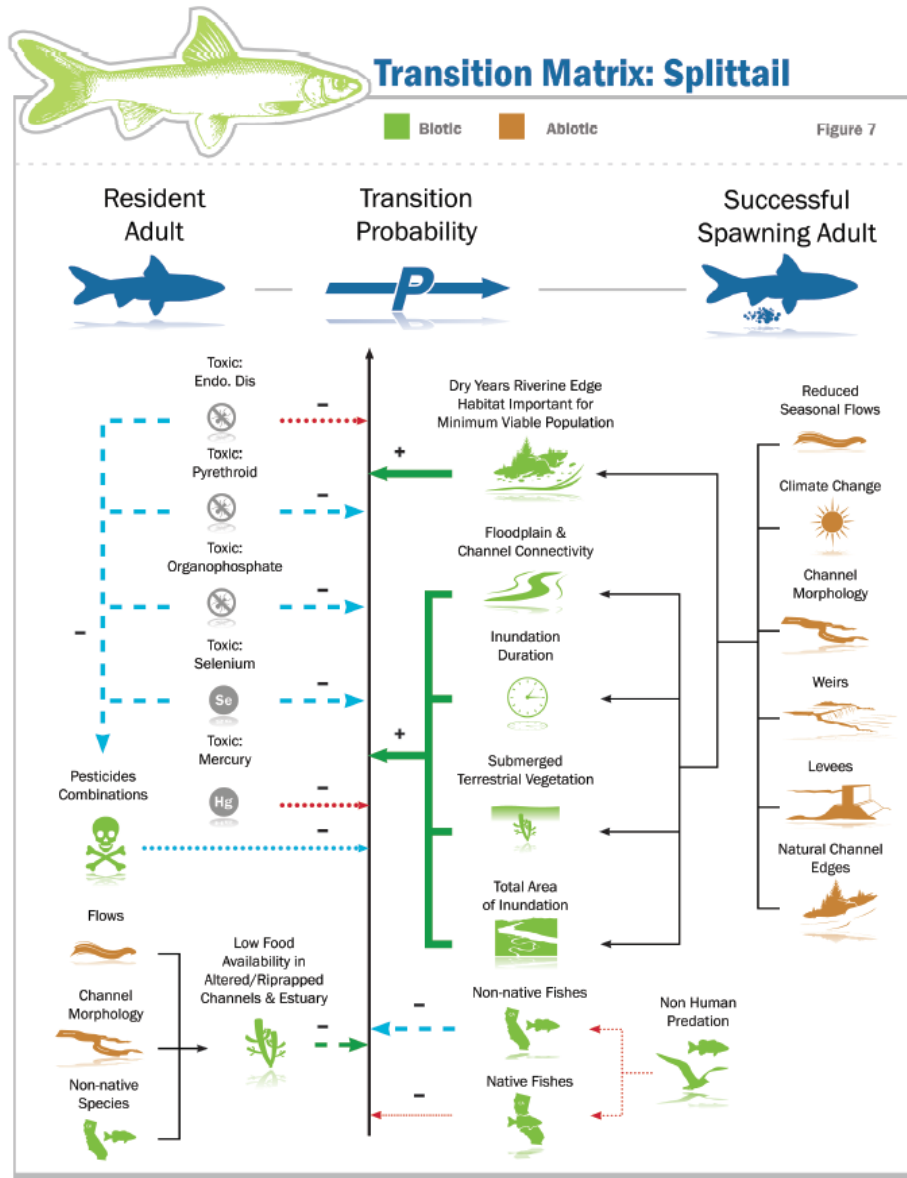 Transition Matrix: Splittail
Biotic
Abiotic
Figure 7
Resident
Adult
Transition
Probability
Successful
Spawning Adult
P
Toxic:
Endo. Dis
–
Toxic:
Pyrethroid
–
Toxic:
Organophosphate
–
–
Toxic:
Selenium
Se
–
Toxic:
Mercury
Hg
–
Pesticides
Combinations
–
Flows
Channel
Morphology
Non-native
Species
Low Food
Availability in
Altered/Riprapped
Channels & Estuary
–
Dry Years Riverine Edge
Habitat Important for
Minimum Viable Population
+
Floodplain &
Channel Connectivity
Inundation
Duration
+
Submerged
Terrestrial Vegetation
Total Area
of Inundation
Non-native Fishes
–
Native Fishes
–
Non Human
Predation
Reduced
Seasonal Flows
Climate Change
Channel
Morphology
Weirs
Levees
Natural Channel
Edges